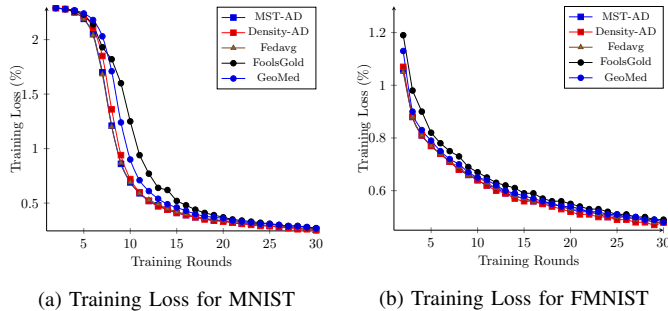 MST-AD
Density-AD
Fedavg
FoolsGold
GeoMed
2
1.5
1
0.5
5 10 15 20 25 30
Training Loss (%)
Training Rounds
(a) Training Loss for MNIST
MST-AD
Density-AD
Fedavg
FoolsGold
GeoMed
1.2
1
0.8
0.6
5 10 15 20 25 30
Training Loss (%)
Training Rounds
(b) Training Loss for FMNIST